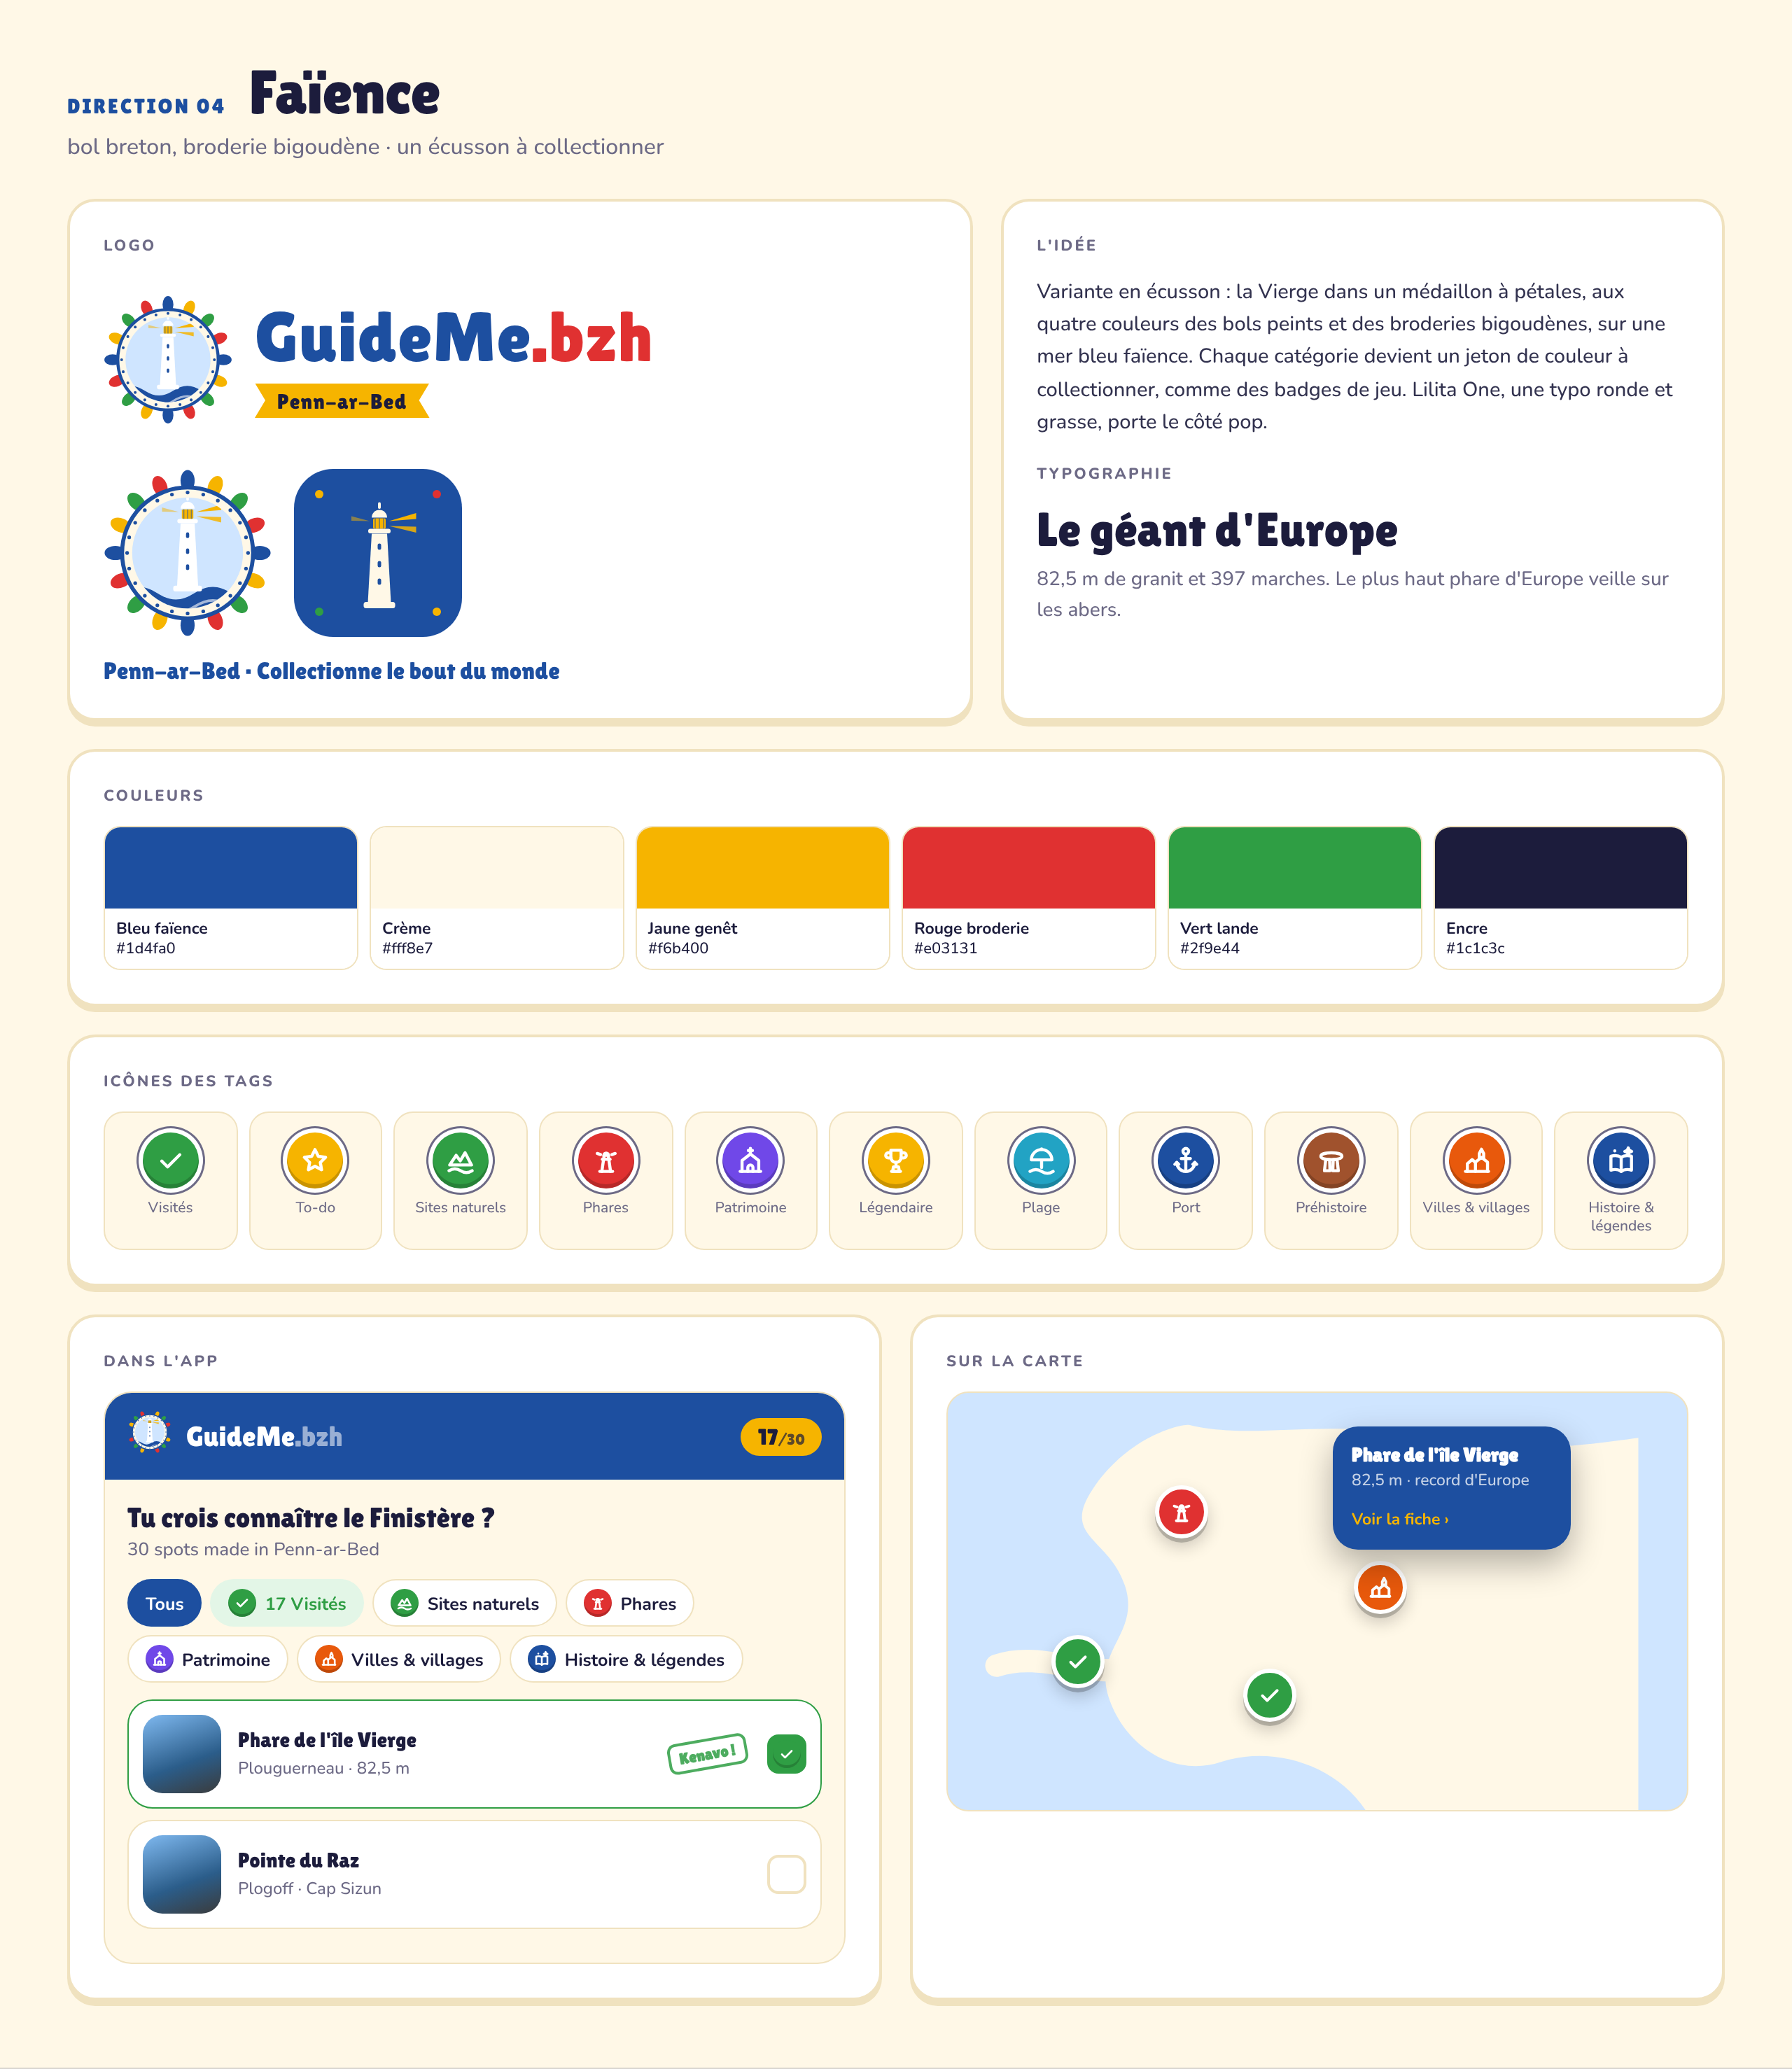 DIRECTION 04 Faïence
bol breton, broderie bigoudène · un écusson à collectionner
LOGO
GuideMe.bzh
Penn-ar-Bed
Penn-ar-Bed · Collectionne le bout du monde
L'IDÉE
Variante en écusson : la Vierge dans un médaillon à pétales, aux
quatre couleurs des bols peints et des broderies bigoudènes, sur une
mer bleu faïence. Chaque catégorie devient un jeton de couleur à
collectionner, comme des badges de jeu. Lilita One, une typo ronde et
grasse, porte le côté pop.
TYPOGRAPHIE
Le géant d'Europe
82,5 m de granit et 397 marches. Le plus haut phare d'Europe veille sur
les abers.
COULEURS
Bleu faïence
#1d4fa0
Crème
#fff8e7
Jaune genêt
#f6b400
Rouge broderie
#e03131
Vert lande
#2f9e44
Encre
#1c1c3c
ICÔNES DES TAGS
Visités
To-do
Sites naturels
Phares
Patrimoine
Légendaire
Plage
Port
Préhistoire
Villes & villages
Histoire &
légendes
DANS L'APP
GuideMe.bzh
17/30
Tu crois connaître le Finistère ?
30 spots made in Penn-ar-Bed
Tous
17 Visités
Sites naturels
Phares
Patrimoine
Villes & villages
Histoire & légendes
Phare de l'île Vierge
Plouguerneau · 82,5 m
Kenavo !
Pointe du Raz
Plogoff · Cap Sizun
SUR LA CARTE
Phare de l'île Vierge
82,5 m · record d'Europe
Voir la fiche ›